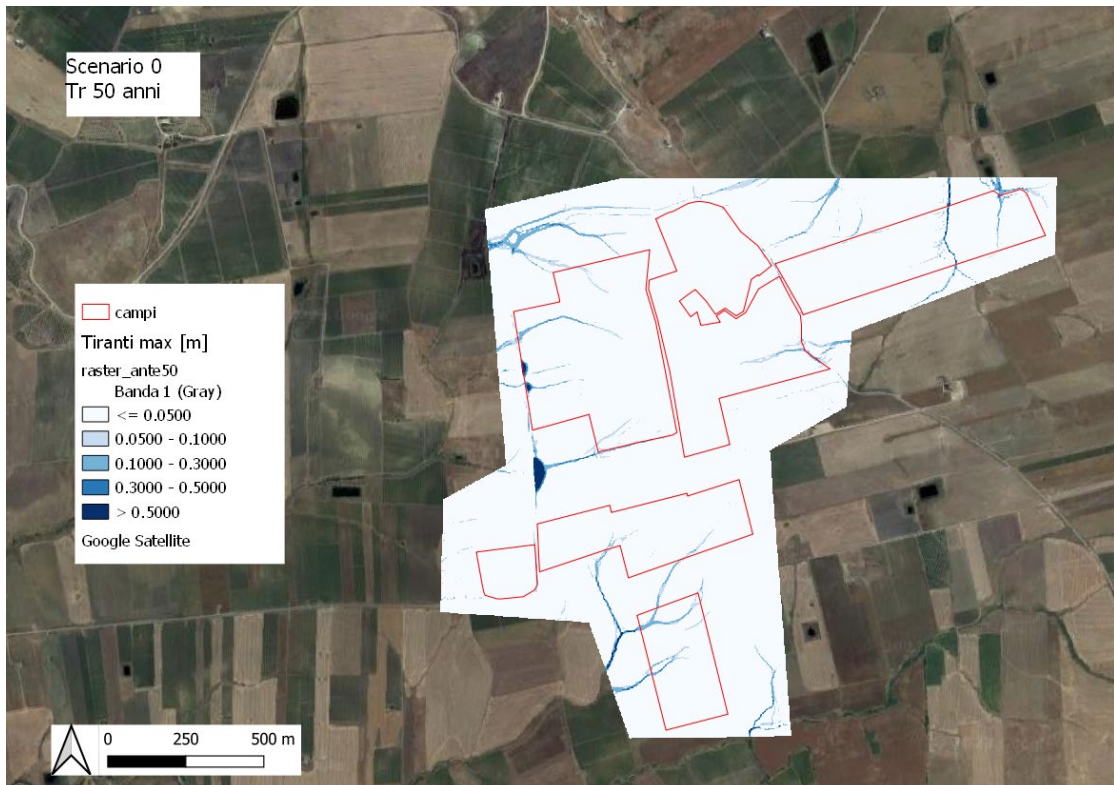 Scenario 0
Tr 50 anni
campi
Tiranti max [m]
raster_ante50
Banda 1 (Gray)
<= 0.0500
0.0500 - 0.1000
0.1000 - 0.3000
0.3000 - 0.5000
> 0.5000
Google Satellite
0 250 500 m